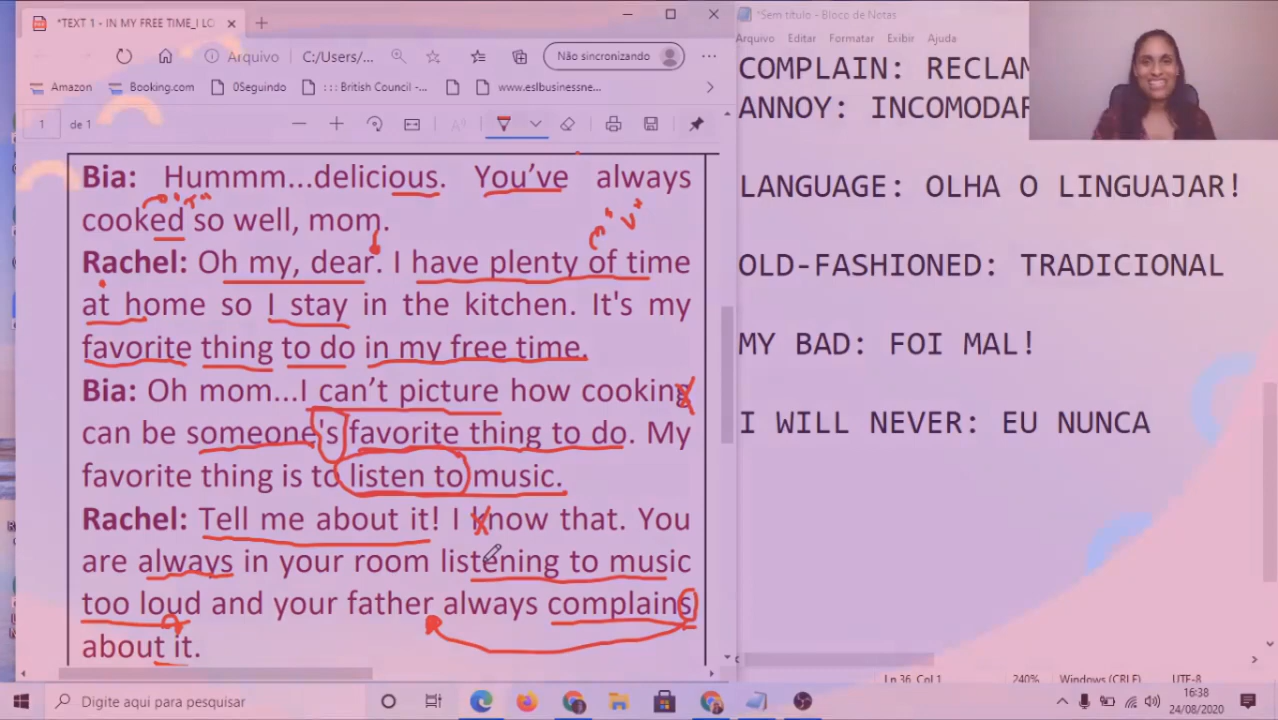 *TEXT 1 - IN MY FREE TIME_I LO
Arquivo
C:/Users/...
Não sincronizando
Amazon
Booking.com
0Seguindo
: : : British Council -...
www.eslbusinessne...
1
de 1
Bia: Hummm...delicious. You've always
cooked so well, mom.
Rachel: Oh my, dear. I have plenty of time
at home so I stay in the kitchen. It's my
favorite thing to do in my free time.
Bia: Oh mom...I can't picture how cooking
can be someone's favorite thing to do. My
favorite thing is to listen to music.
Rachel: Tell me about it! I know that. You
are always in your room listening to music
too loud and your father always complains
about it.
*Sem título - Bloco de Notas
Arquivo Editar Formatar Exibir Ajuda
COMPLAIN: RECLAM
ANNOY: INCOMODAR
LANGUAGE: OLHA O LINGUAJAR!
OLD-FASHIONED: TRADICIONAL
MY BAD: FOI MAL!
I WILL NEVER: EU NUNCA
Ln 36, Col 1
240%
Windows (CRLF)
UTF-8
Digite aqui para pesquisar
16:38
24/08/2020